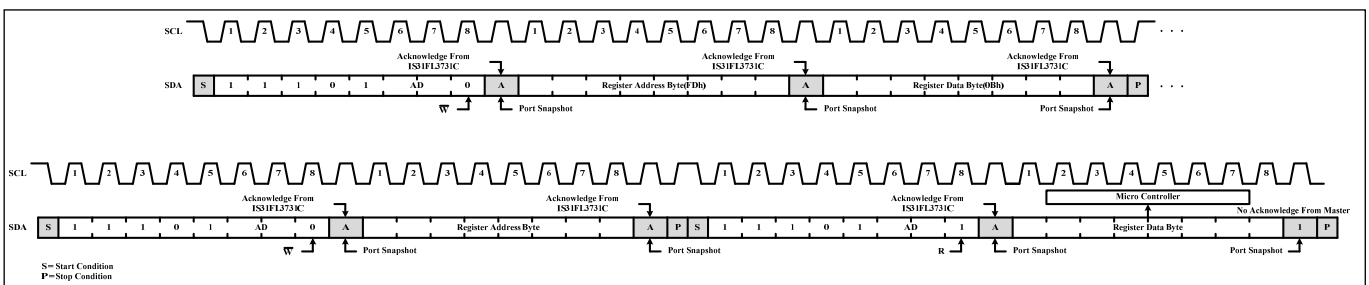 SCL 1 2 3 4 5 6 7 8 1 2 3 4 5 6 7 8 1 2 3 4 5 6 7 8 . . .
Acknowledge From IS31FL3731C Acknowledge From IS31FL3731C Acknowledge From IS31FL3731C
SDA S 1 1 1 0 1 AD 0 A Register Address Byte(FDh) A Register Data Byte(0Bh) A P . . .
W Port Snapshot Port Snapshot Port Snapshot
SCL 1 2 3 4 5 6 7 8 1 2 3 4 5 6 7 8 1 2 3 4 5 6 7 8 1 2 3 4 5 6 7 8
Acknowledge From IS31FL3731C Acknowledge From IS31FL3731C Acknowledge From IS31FL3731C Micro Controller No Acknowledge From Master
SDA S 1 1 1 0 1 AD 0 A Register Address Byte A P S 1 1 1 0 1 AD 1 A Register Data Byte 1 P
W Port Snapshot Port Snapshot R Port Snapshot Port Snapshot
S=Start Condition
P=Stop Condition